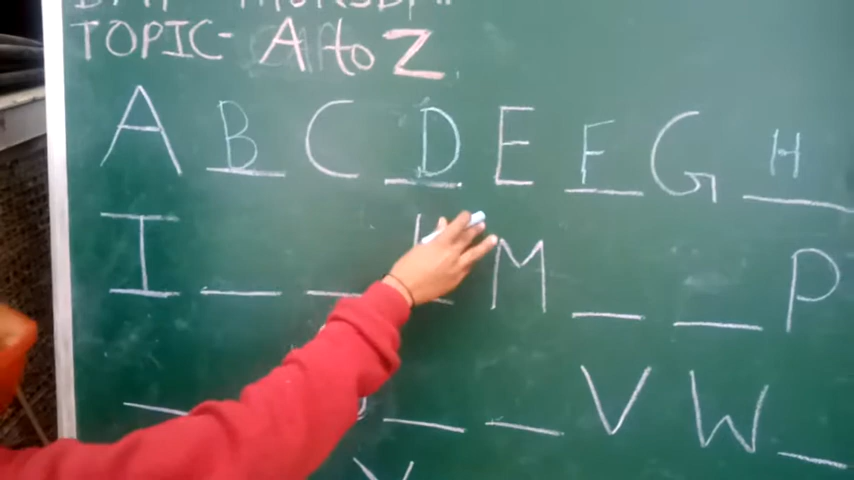 TOPIC- A to Z
A B C D E F G H
I _ _ L M _ _ P
_ _ _ _ V W _
Y